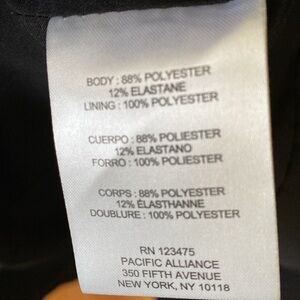 BODY : 88% POLYESTER
12% ELASTANE
LINING : 100% POLYESTER
CUERPO : 88% POLIESTER
12% ELASTANO
FORRO : 100% POLIESTER
CORPS : 88% POLYESTER
12% ÉLASTHANNE
DOUBLURE : 100% POLYESTER
RN 123475
PACIFIC ALLIANCE
350 FIFTH AVENUE
NEW YORK, NY 10118